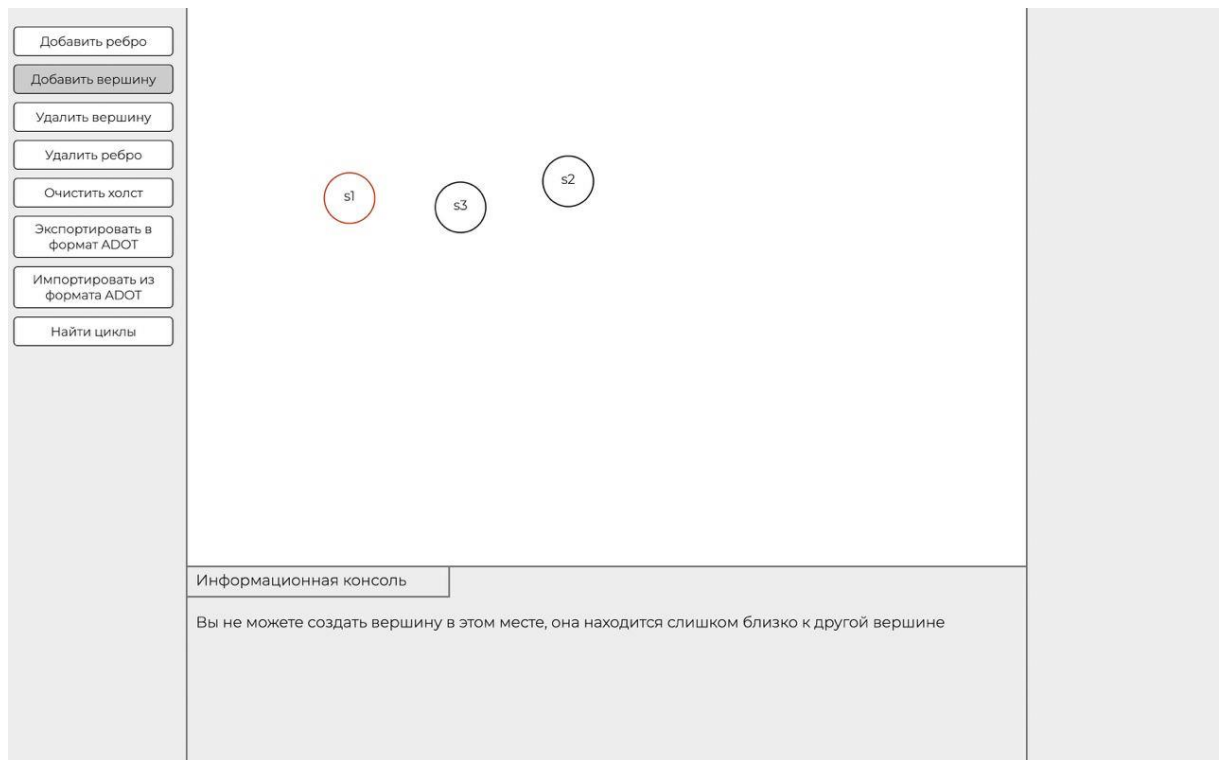 Добавить ребро
Добавить вершину
Удалить вершину
Удалить ребро
Очистить холст
Экспортировать в
формат ADOT
Импортировать из
формата ADOT
Найти циклы
s1
s3
s2
Информационная консоль
Вы не можете создать вершину в этом месте, она находится слишком близко к другой вершине